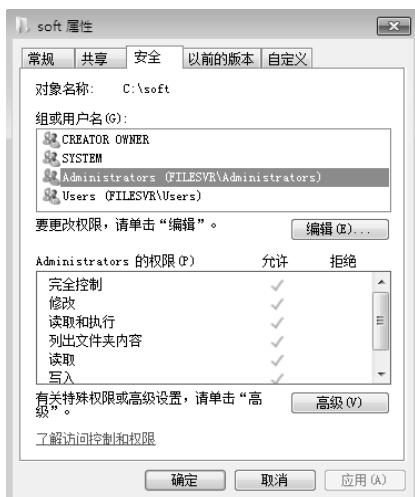 soft 属性
常规 共享 安全 以前的版本 自定义
对象名称: C:\soft
组或用户名(G):
CREATOR OWNER
SYSTEM
Administrators (FILESVR\Administrators)
Users (FILESVR\Users)
要更改权限，请单击“编辑”。
编辑(E)...
Administrators 的权限(P) 允许 拒绝
完全控制
修改
读取和执行
列出文件夹内容
读取
写入
有关特殊权限或高级设置，请单击“高
级”。
高级(V)
了解访问控制和权限
确定 取消 应用(A)